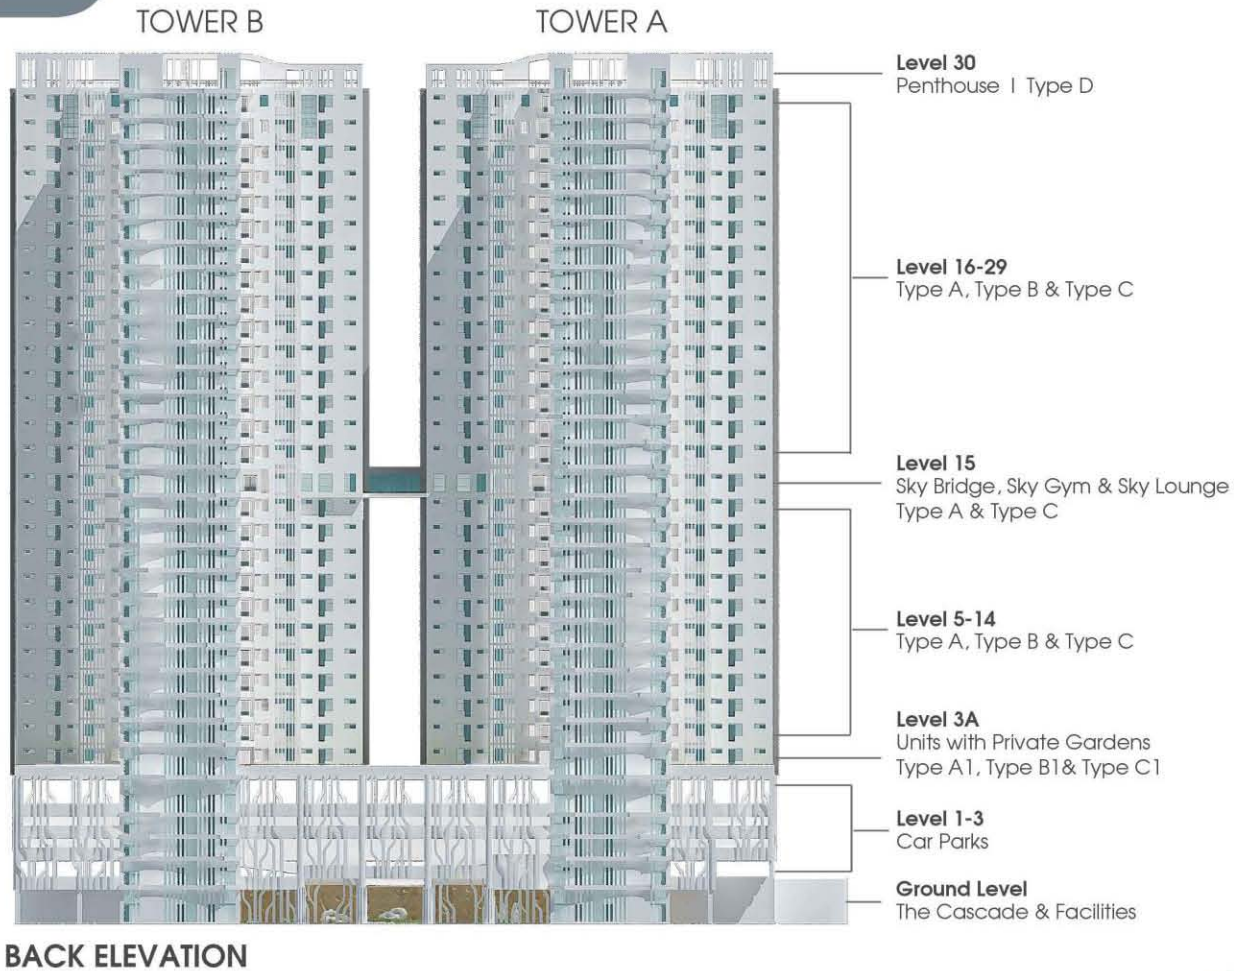 TOWER B
TOWER A
Level 30
Penthouse | Type D
Level 16-29
Type A, Type B & Type C
Level 15
Sky Bridge, Sky Gym & Sky Lounge
Type A & Type C
Level 5-14
Type A, Type B & Type C
Level 3A
Units with Private Gardens
Type A1, Type B1& Type C1
Level 1-3
Car Parks
Ground Level
The Cascade & Facilities
BACK ELEVATION